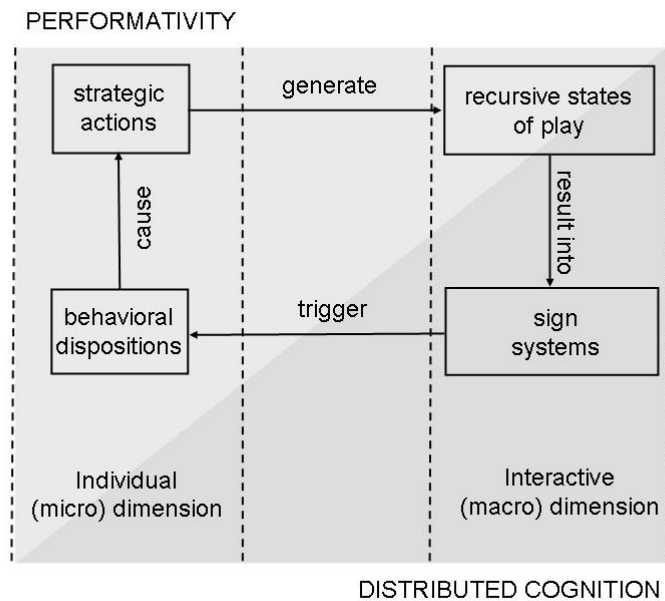 PERFORMATIVITY
strategic
actions
generate
recursive states
of play
cause
result into
behavioral
dispositions
trigger
sign
systems
Individual
(micro) dimension
Interactive
(macro) dimension
DISTRIBUTED COGNITION